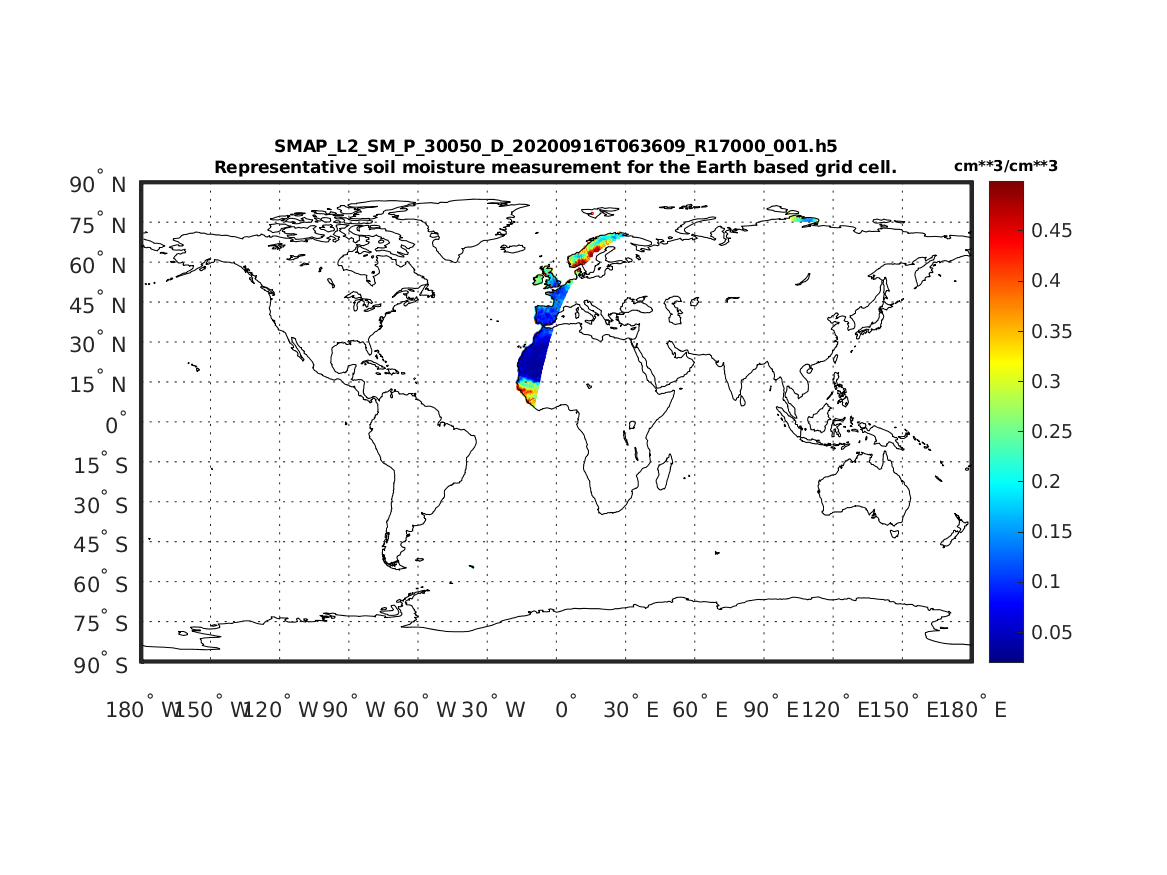 SMAP_L2_SM_P_30050_D_20200916T063609_R17000_001.h5
Representative soil moisture measurement for the Earth based grid cell.
cm**3/cm**3
90° N
75° N
60° N
45° N
30° N
15° N
0°
15° S
30° S
45° S
60° S
75° S
90° S
0.45
0.4
0.35
0.3
0.25
0.2
0.15
0.1
0.05
180° W 150° W 120° W 90° W 60° W 30° W 0° 30° E 60° E 90° E 120° E 150° E 180° E